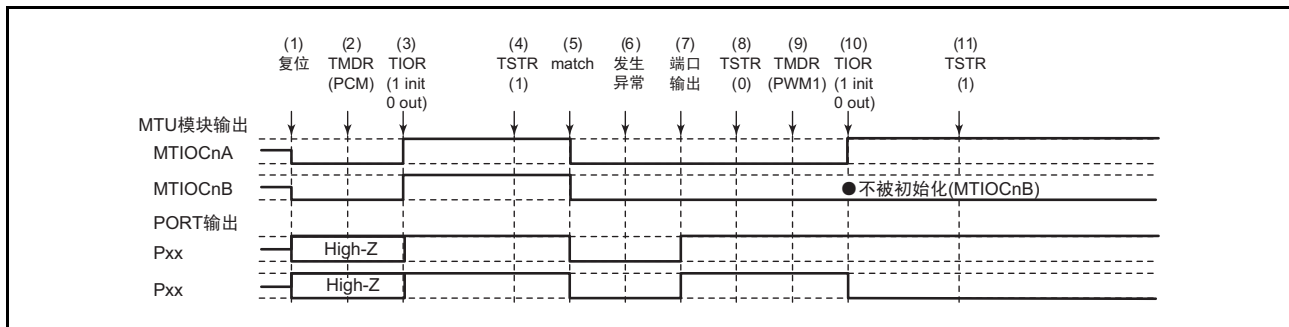 (1) (2) (3) (4) (5) (6) (7) (8) (9) (10) (11)
复位 TMDR TIOR TSTR match 发生 端口 TSTR TMDR TIOR TSTR
(PCM) (1 init (1) 异常 输出 (0) (PWM1) (1 init (1)
0 out) 0 out)
MTU模块输出
MTIOCnA
MTIOCnB ●不被初始化(MTIOCnB)
PORT输出
Pxx High-Z
Pxx High-Z